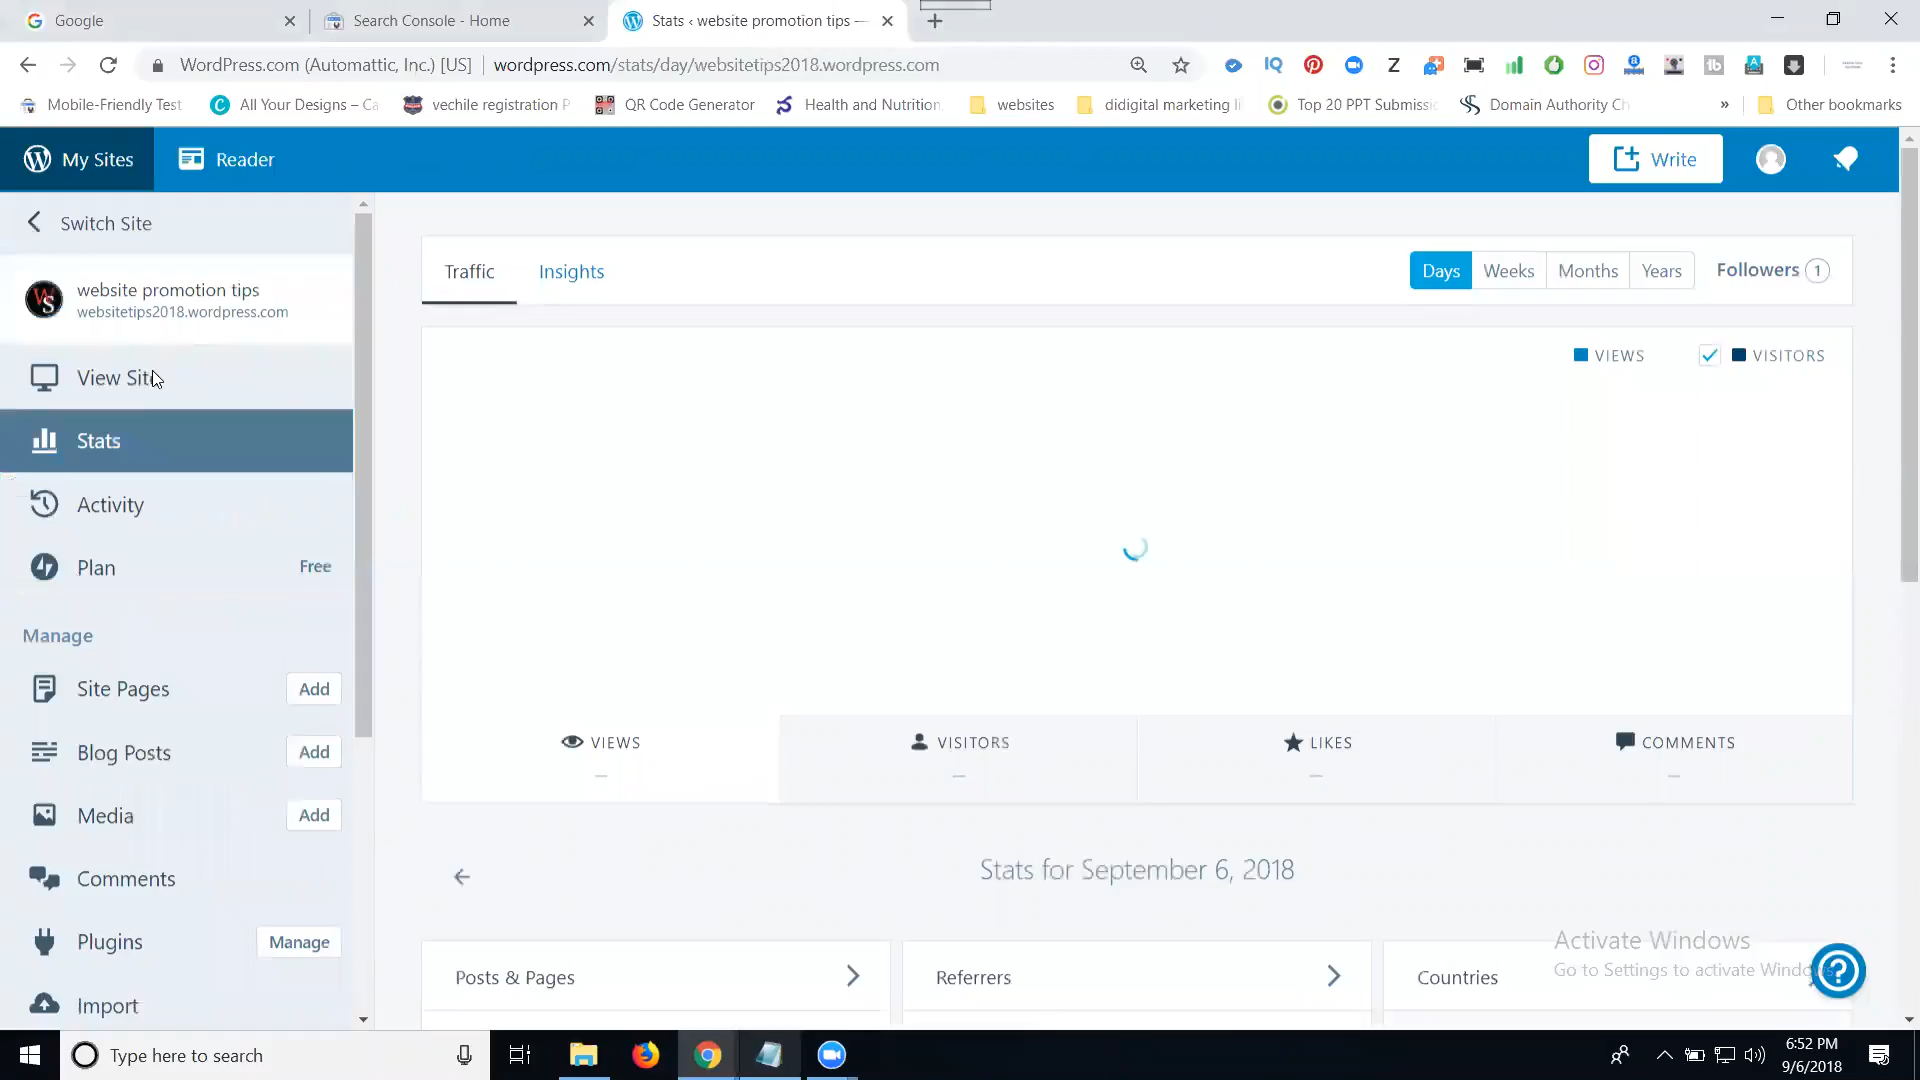 Google
Search Console - Home
Stats ‹ website promotion tips —
WordPress.com (Automattic, Inc.) [US]
wordpress.com/stats/day/websitetips2018.wordpress.com
Mobile-Friendly Test
All Your Designs – Ca
vechile registration P
QR Code Generator
Health and Nutrition,
websites
didigital marketing li
Top 20 PPT Submissic
Domain Authority Ch
»
Other bookmarks
My Sites
Reader
Write
Switch Site
website promotion tips
websitetips2018.wordpress.com
View Site
Stats
Activity
Plan
Free
Manage
Site Pages
Add
Blog Posts
Add
Media
Add
Comments
Plugins
Manage
Import
Traffic
Insights
Days
Weeks
Months
Years
Followers 1
VIEWS
VISITORS
VIEWS
VISITORS
LIKES
COMMENTS
—
—
—
—
Stats for September 6, 2018
Posts & Pages
Referrers
Countries
Activate Windows
Go to Settings to activate Windows
Type here to search
6:52 PM
9/6/2018